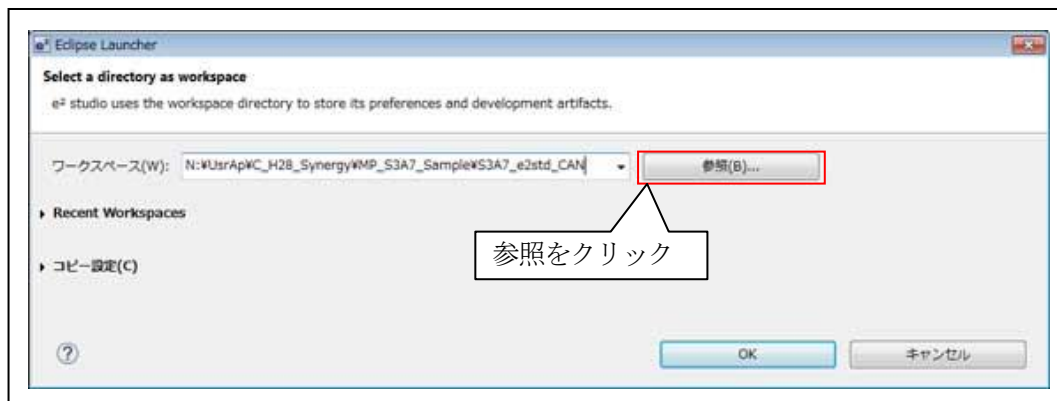 e² Eclipse Launcher
Select a directory as workspace
e² studio uses the workspace directory to store its preferences and development artifacts.
ワークスペース(W): N:¥UsrAp¥C_H28_Synergy¥MP_S3A7_Sample¥S3A7_e2std_CAN 参照(B)...
Recent Workspaces
参照をクリック
コピー設定(C)
? OK キャンセル